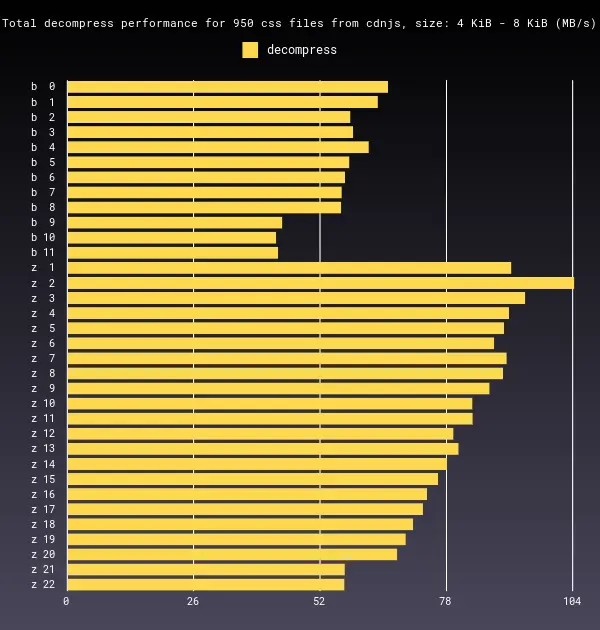 Total decompress performance for 950 css files from cdnjs, size: 4 KiB - 8 KiB (MB/s)
decompress
b 0
b 1
b 2
b 3
b 4
b 5
b 6
b 7
b 8
b 9
b 10
b 11
z 1
z 2
z 3
z 4
z 5
z 6
z 7
z 8
z 9
z 10
z 11
z 12
z 13
z 14
z 15
z 16
z 17
z 18
z 19
z 20
z 21
z 22
0 26 52 78 104